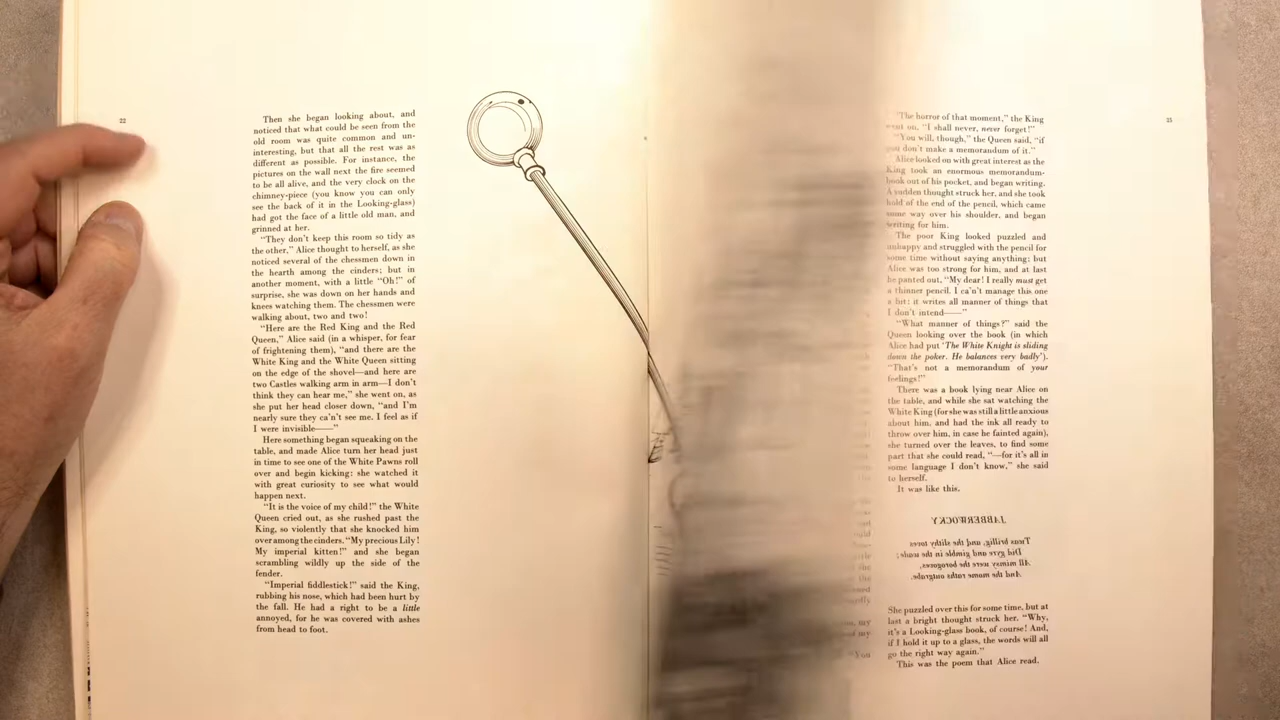 22
Then she began looking about, and
noticed that what could be seen from the
old room was quite common and un-
interesting, but that all the rest was as
different as possible. For instance, the
pictures on the wall next the fire seemed
to be all alive, and the very clock on the
chimney-piece (you know you can only
see the back of it in the Looking-glass)
had got the face of a little old man, and
grinned at her.
“They don't keep this room so tidy as
the other,” Alice thought to herself, as she
noticed several of the chessmen down in
the hearth among the cinders; but in
another moment, with a little “Oh!” of
surprise, she was down on her hands and
knees watching them. The chessmen were
walking about, two and two!
“Here are the Red King and the Red
Queen,” Alice said (in a whisper, for fear
of frightening them), “and there are the
White King and the White Queen sitting
on the edge of the shovel—and here are
two Castles walking arm in arm—I don't
think they can hear me,” she went on, as
she put her head closer down, “and I'm
nearly sure they ca'n't see me. I feel as if
I were invisible——”
Here something began squeaking on the
table, and made Alice turn her head just
in time to see one of the White Pawns roll
over and begin kicking: she watched it
with great curiosity to see what would
happen next.
“It is the voice of my child!” the White
Queen cried out, as she rushed past the
King, so violently that she knocked him
over among the cinders. “My precious Lily!
My imperial kitten!” and she began
scrambling wildly up the side of the
fender.
“Imperial fiddlestick!” said the King,
rubbing his nose, which had been hurt by
the fall. He had a right to be a little
annoyed, for he was covered with ashes
from head to foot.
my
my
“You
25
“The horror of that moment,” the King
went on, “I shall never, never forget!”
“You will, though,” the Queen said, “if
you don't make a memorandum of it.”
Alice looked on with great interest as the
King took an enormous memorandum-
book out of his pocket, and began writing.
A sudden thought struck her, and she took
hold of the end of the pencil, which came
some way over his shoulder, and began
writing for him.
The poor King looked puzzled and
unhappy and struggled with the pencil for
some time without saying anything; but
Alice was too strong for him, and at last
he panted out, “My dear! I really must get
a thinner pencil. I ca'n't manage this one
a bit: it writes all manner of things that
I don't intend——”
“What manner of things?” said the
Queen looking over the book (in which
Alice had put ‘The White Knight is sliding
down the poker. He balances very badly’).
“That's not a memorandum of your
feelings!”
There was a book lying near Alice on
the table, and while she sat watching the
White King (for she was still a little anxious
about him, and had the ink all ready to
throw over him, in case he fainted again),
she turned over the leaves, to find some
part that she could read, “—for it's all in
some language I don't know,” she said
to herself.
It was like this.
JABBERWOCKY
Twas brillig, and the slithy toves
Did gyre and gimble in the wabe;
All mimsy were the borogoves,
And the mome raths outgrabe.
She puzzled over this for some time, but at
last a bright thought struck her. “Why,
it's a Looking-glass book, of course! And,
if I hold it up to a glass, the words will all
go the right way again.”
This was the poem that Alice read.